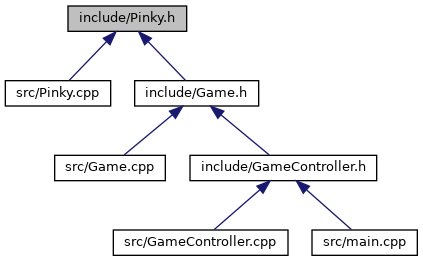 include/Pinky.h
src/Pinky.cpp
include/Game.h
src/Game.cpp
include/GameController.h
src/GameController.cpp
src/main.cpp